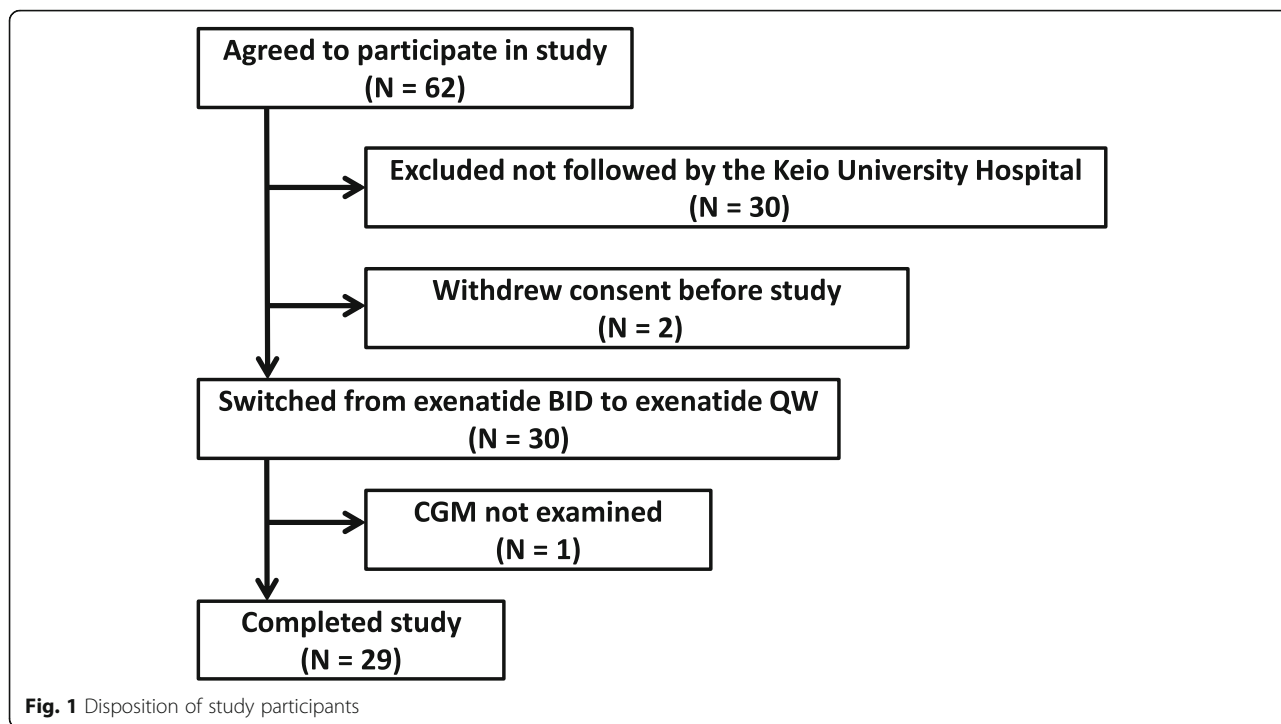 Agreed to participate in study
(N = 62)
Excluded not followed by the Keio University Hospital
(N = 30)
Withdrew consent before study
(N = 2)
Switched from exenatide BID to exenatide QW
(N = 30)
CGM not examined
(N = 1)
Completed study
(N = 29)
Fig. 1 Disposition of study participants